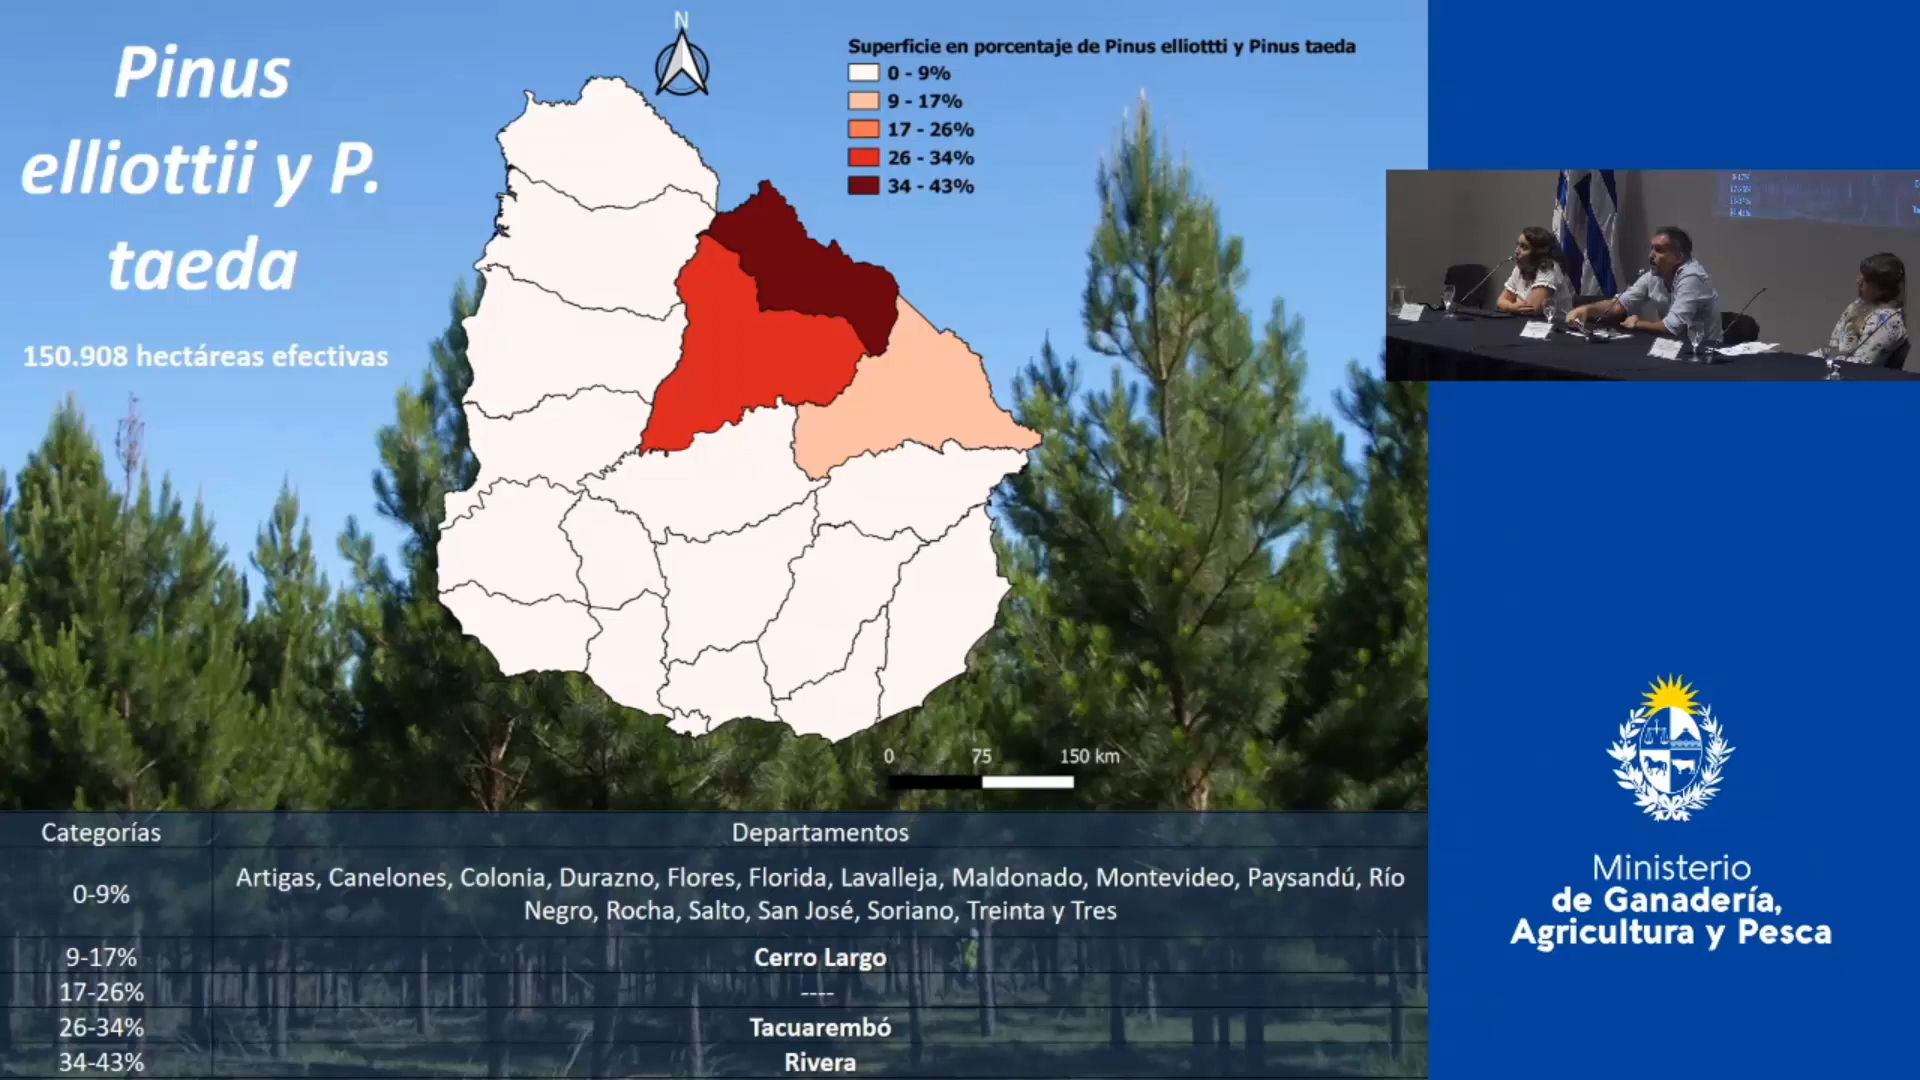 Pinus
elliottii y P.
taeda
150.908 hectáreas efectivas
N
Superficie en porcentaje de Pinus elliottti y Pinus taeda
0 - 9%
9 - 17%
17 - 26%
26 - 34%
34 - 43%
0 75 150 km
Categorías Departamentos
0-9% Artigas, Canelones, Colonia, Durazno, Flores, Florida, Lavalleja, Maldonado, Montevideo, Paysandú, Río
Negro, Rocha, Salto, San José, Soriano, Treinta y Tres
9-17% Cerro Largo
17-26% ----
26-34% Tacuarembó
34-43% Rivera
Ministerio
de Ganadería,
Agricultura y Pesca